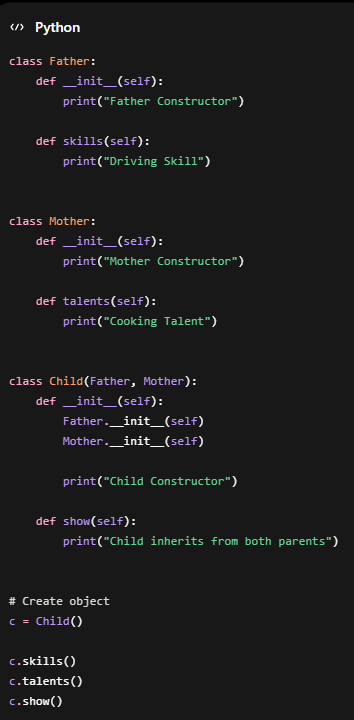 </> Python
class Father:
    def __init__(self):
        print("Father Constructor")

    def skills(self):
        print("Driving Skill")


class Mother:
    def __init__(self):
        print("Mother Constructor")

    def talents(self):
        print("Cooking Talent")


class Child(Father, Mother):
    def __init__(self):
        Father.__init__(self)
        Mother.__init__(self)

        print("Child Constructor")

    def show(self):
        print("Child inherits from both parents")


# Create object
c = Child()

c.skills()
c.talents()
c.show()